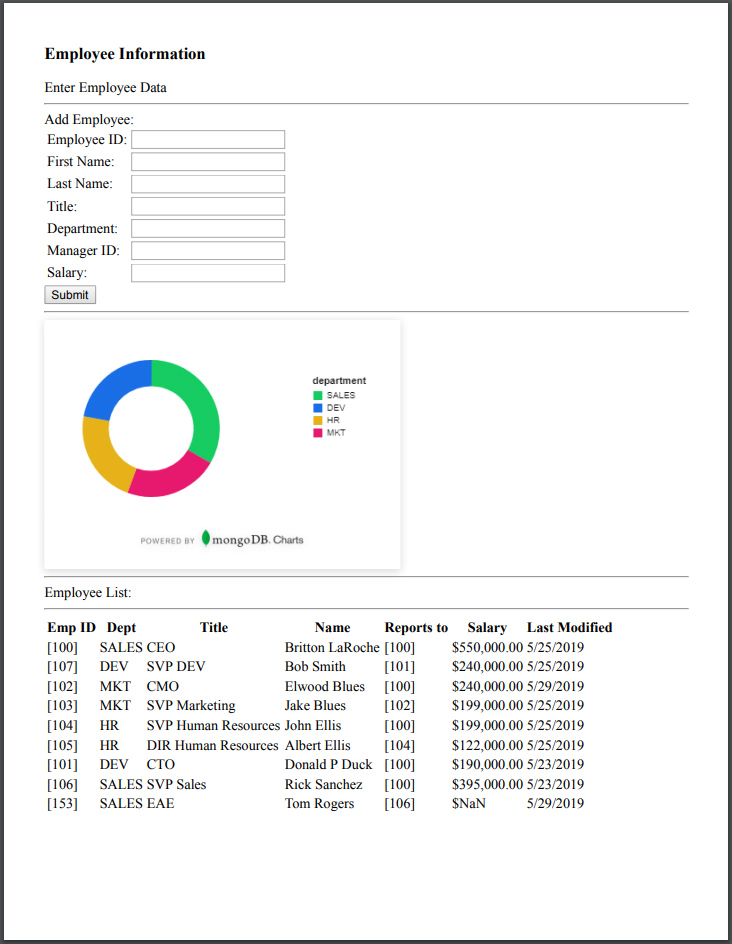 Employee Information
Enter Employee Data
Add Employee:
Employee ID:
First Name:
Last Name:
Title:
Department:
Manager ID:
Salary:
Submit
department
SALES
DEV
HR
MKT
POWERED BY mongoDB. Charts
Employee List:
Emp ID Dept Title Name Reports to Salary Last Modified
[100] SALES CEO Britton LaRoche [100] $550,000.00 5/25/2019
[107] DEV SVP DEV Bob Smith [101] $240,000.00 5/25/2019
[102] MKT CMO Elwood Blues [100] $240,000.00 5/29/2019
[103] MKT SVP Marketing Jake Blues [102] $199,000.00 5/25/2019
[104] HR SVP Human Resources John Ellis [100] $199,000.00 5/25/2019
[105] HR DIR Human Resources Albert Ellis [104] $122,000.00 5/25/2019
[101] DEV CTO Donald P Duck [100] $190,000.00 5/23/2019
[106] SALES SVP Sales Rick Sanchez [100] $395,000.00 5/23/2019
[153] SALES EAE Tom Rogers [106] $NaN 5/29/2019